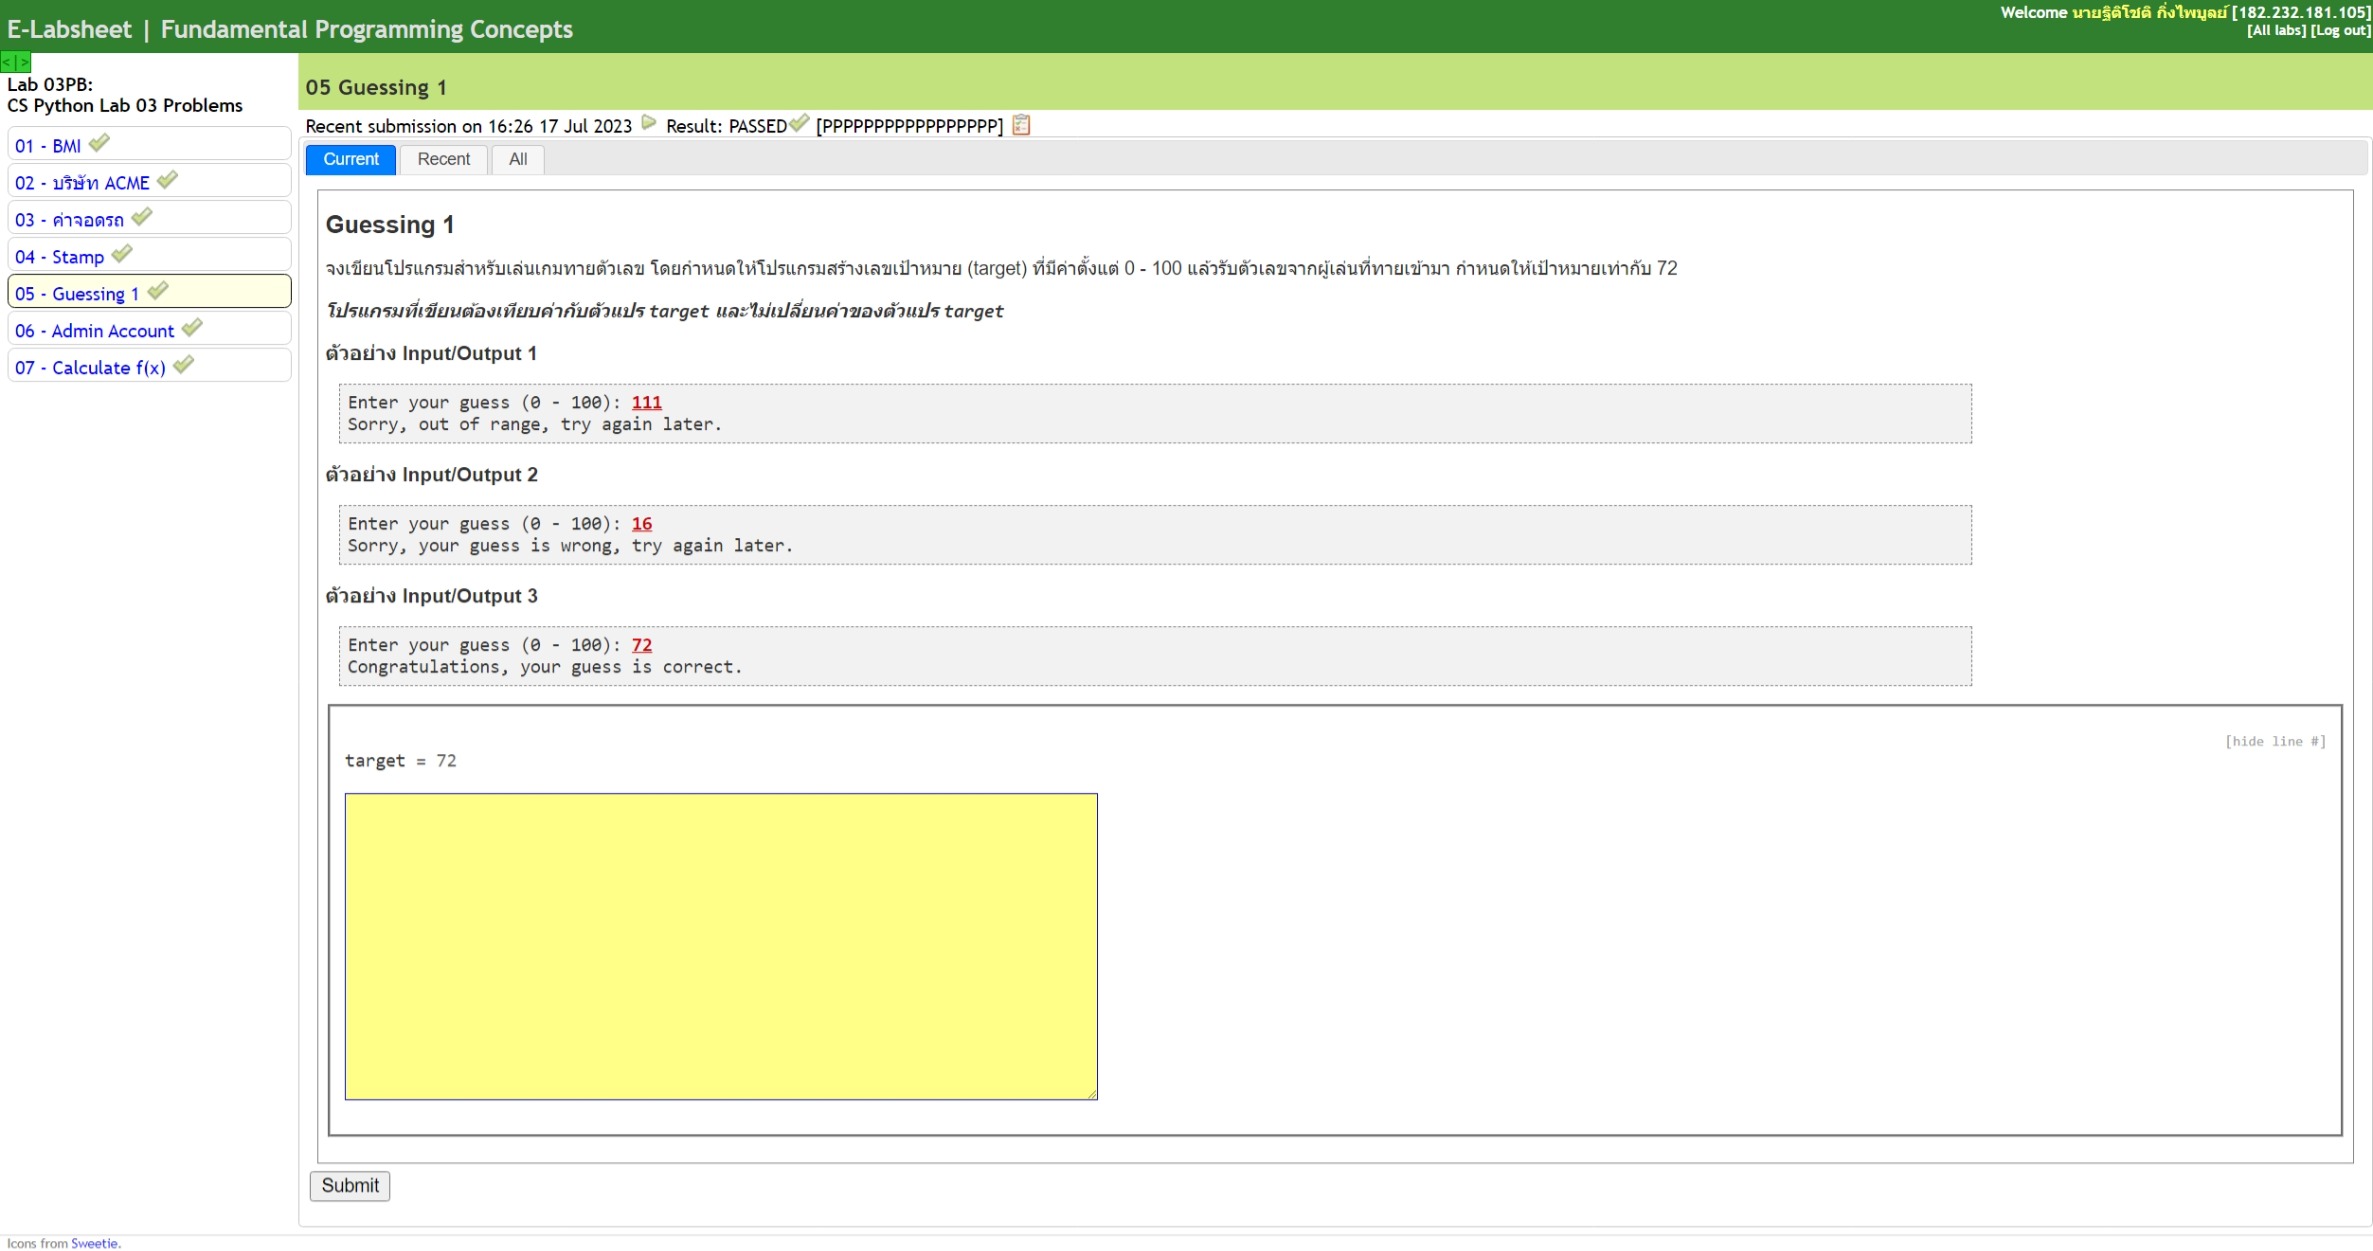 E-Labsheet | Fundamental Programming Concepts
Welcome นายฐิติโชติ กิ่งไพบูลย์ [182.232.181.105]
[All labs] [Log out]
<|>
Lab 03PB:
CS Python Lab 03 Problems
01 - BMI
02 - บริษัท ACME
03 - ค่าจอดรถ
04 - Stamp
05 - Guessing 1
06 - Admin Account
07 - Calculate f(x)
05 Guessing 1
Recent submission on 16:26 17 Jul 2023 Result: PASSED [PPPPPPPPPPPPPPPPP]
Current Recent All
Guessing 1
จงเขียนโปรแกรมสำหรับเล่นเกมทายตัวเลข โดยกำหนดให้โปรแกรมสร้างเลขเป้าหมาย (target) ที่มีค่าตั้งแต่ 0 - 100 แล้วรับตัวเลขจากผู้เล่นที่ทายเข้ามา กำหนดให้เป้าหมายเท่ากับ 72
โปรแกรมที่เขียนต้องเทียบค่ากับตัวแปร target และไม่เปลี่ยนค่าของตัวแปร target
ตัวอย่าง Input/Output 1
Enter your guess (0 - 100): 111
Sorry, out of range, try again later.
ตัวอย่าง Input/Output 2
Enter your guess (0 - 100): 16
Sorry, your guess is wrong, try again later.
ตัวอย่าง Input/Output 3
Enter your guess (0 - 100): 72
Congratulations, your guess is correct.
[hide line #]
target = 72
Submit
Icons from Sweetie.